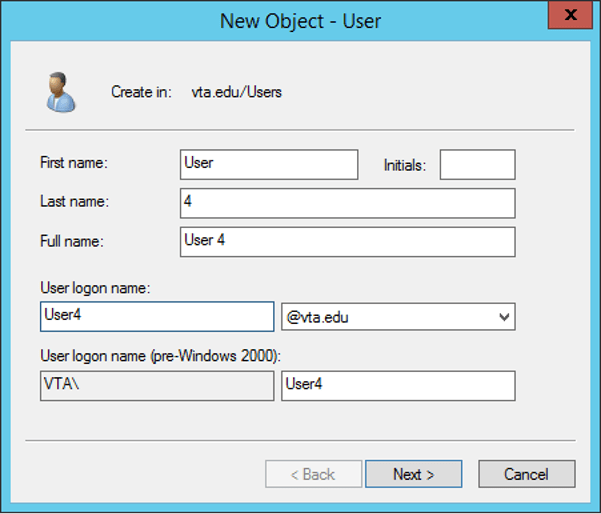 New Object - User
x
Create in: vta.edu/Users
First name: User Initials:
Last name: 4
Full name: User 4
User logon name:
User4 @vta.edu
User logon name (pre-Windows 2000):
VTA\ User4
< Back Next > Cancel